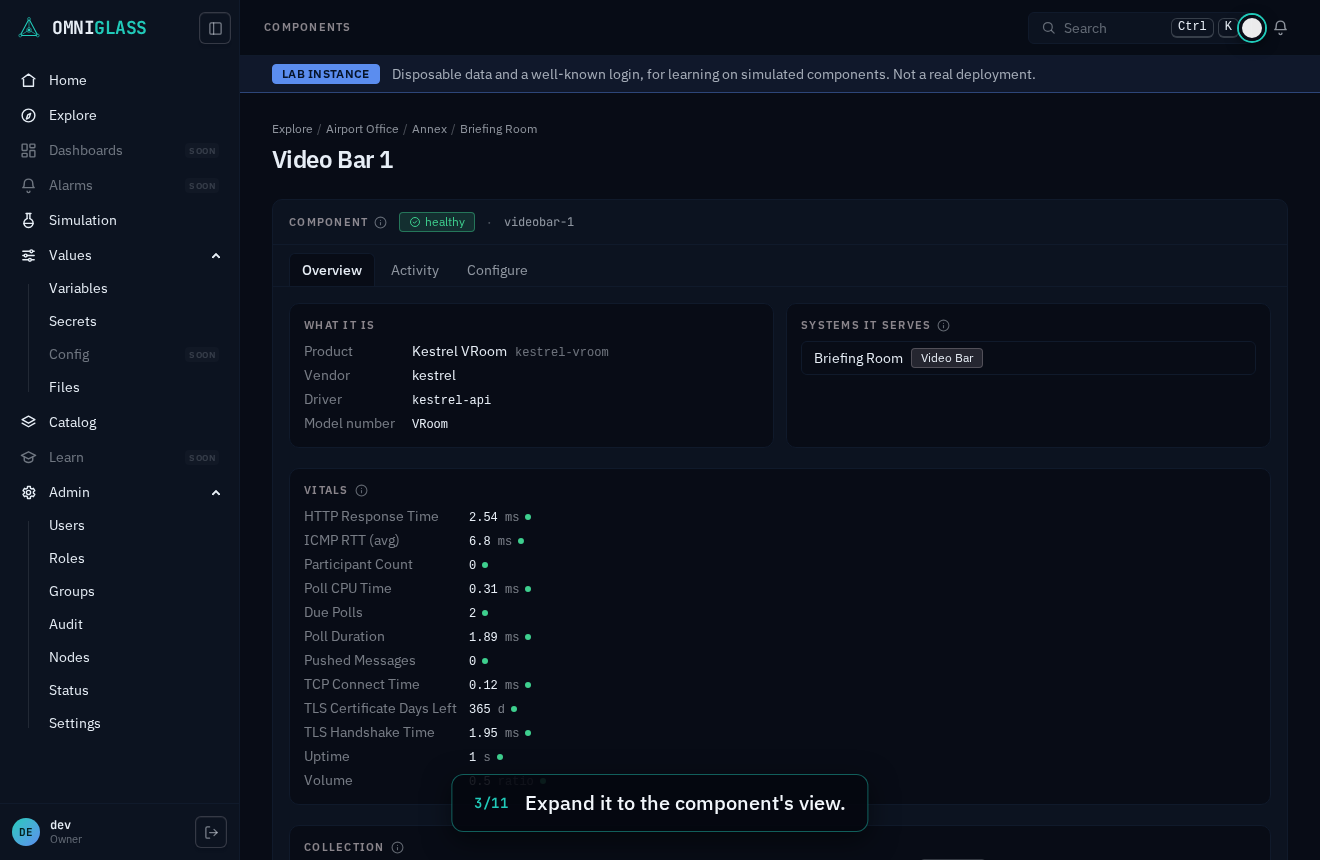 OMNIGLASS
COMPONENTS
Search Ctrl K
LAB INSTANCE Disposable data and a well-known login, for learning on simulated components. Not a real deployment.
Home
Explore
Dashboards SOON
Alarms SOON
Simulation
Values
Variables
Secrets
Config SOON
Files
Catalog
Learn SOON
Admin
Users
Roles
Groups
Audit
Nodes
Status
Settings
DE dev
Owner
Explore / Airport Office / Annex / Briefing Room
Video Bar 1
COMPONENT healthy · videobar-1
Overview Activity Configure
WHAT IT IS
Product Kestrel VRoom kestrel-vroom
Vendor kestrel
Driver kestrel-api
Model number VRoom
SYSTEMS IT SERVES
Briefing Room Video Bar
VITALS
HTTP Response Time 2.54 ms
ICMP RTT (avg) 6.8 ms
Participant Count 0
Poll CPU Time 0.31 ms
Due Polls 2
Poll Duration 1.89 ms
Pushed Messages 0
TCP Connect Time 0.12 ms
TLS Certificate Days Left 365 d
TLS Handshake Time 1.95 ms
Uptime 1 s
Volume 0.5 ratio
3/11 Expand it to the component's view.
COLLECTION